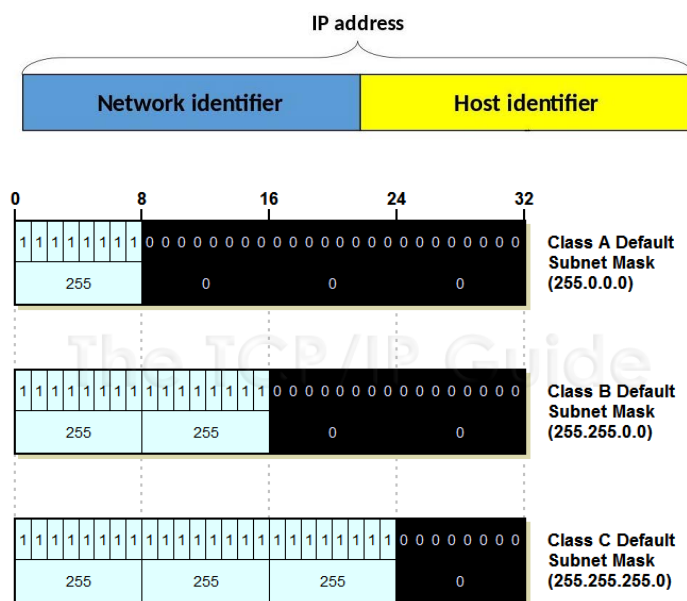 IP address
Network identifier Host identifier
0 8 16 24 32
1 1 1 1 1 1 1 1 0 0 0 0 0 0 0 0 0 0 0 0 0 0 0 0 0 0 0 0 0 0 0 0
255 0 0 0
Class A Default
Subnet Mask
(255.0.0.0)
The TCP/IP Guide
1 1 1 1 1 1 1 1 1 1 1 1 1 1 1 1 0 0 0 0 0 0 0 0 0 0 0 0 0 0 0 0
255 255 0 0
Class B Default
Subnet Mask
(255.255.0.0)
1 1 1 1 1 1 1 1 1 1 1 1 1 1 1 1 1 1 1 1 1 1 1 1 0 0 0 0 0 0 0 0
255 255 255 0
Class C Default
Subnet Mask
(255.255.255.0)